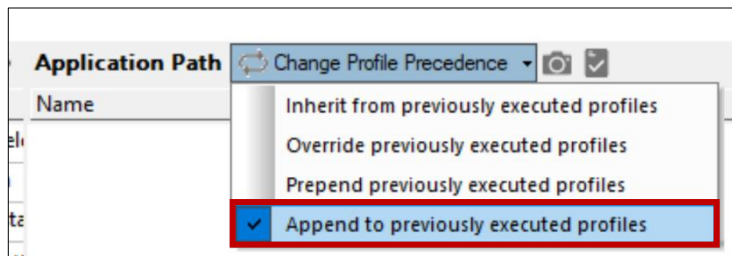 Application Path Change Profile Precedence
Name
Inherit from previously executed profiles
Override previously executed profiles
Prepend previously executed profiles
Append to previously executed profiles